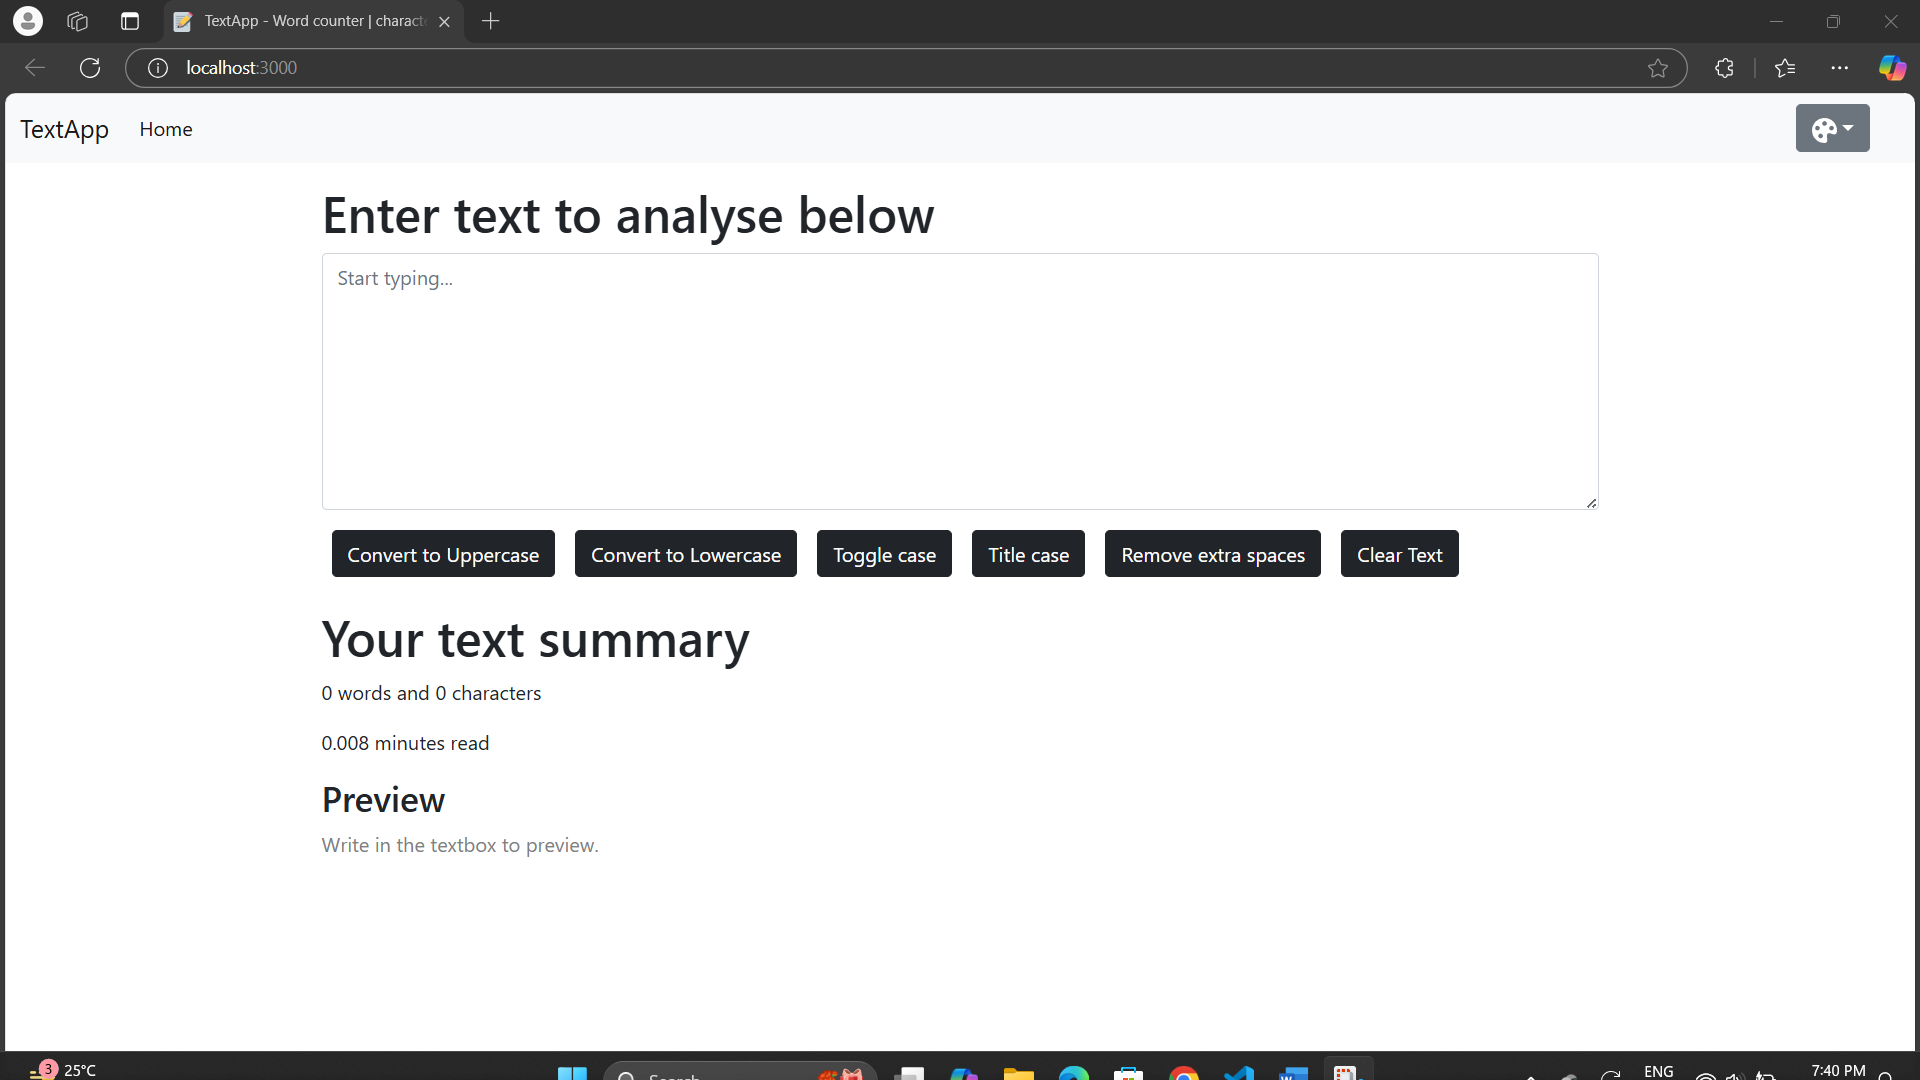 TextApp - Word counter | charact
localhost:3000
TextApp Home
Enter text to analyse below
Start typing...
Convert to Uppercase Convert to Lowercase Toggle case Title case Remove extra spaces Clear Text
Your text summary
0 words and 0 characters
0.008 minutes read
Preview
Write in the textbox to preview.
3 25°C Search ENG 7:40 PM